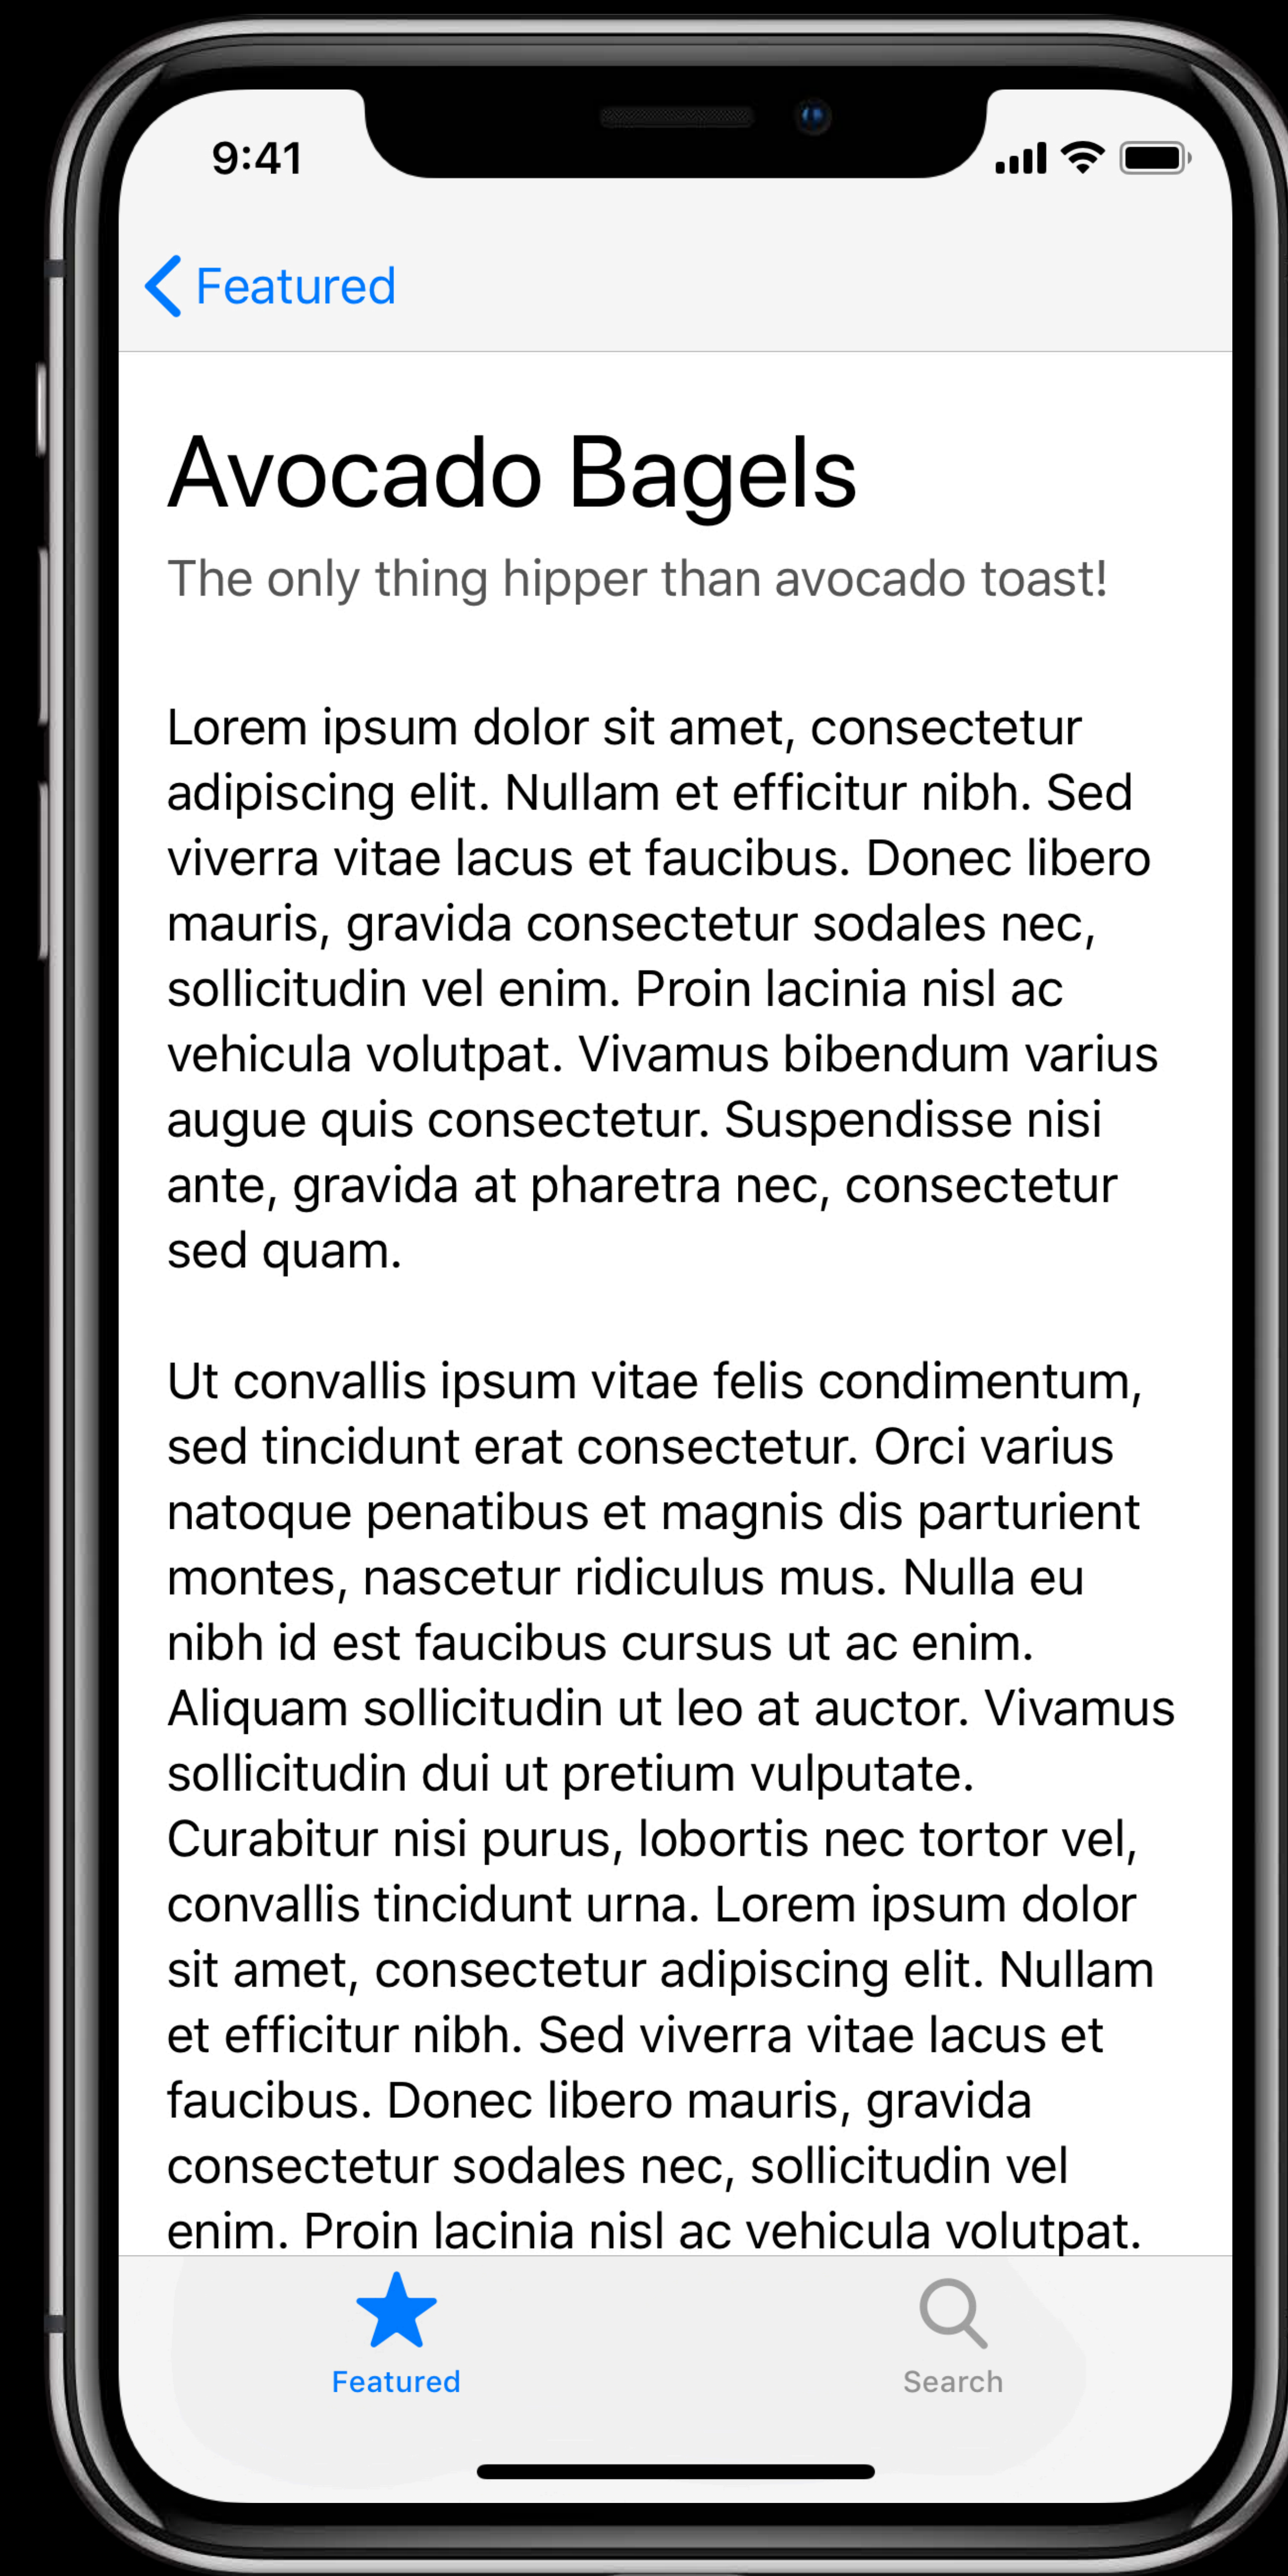 9:41
Featured
Avocado Bagels
The only thing hipper than avocado toast!
Lorem ipsum dolor sit amet, consectetur
adipiscing elit. Nullam et efficitur nibh. Sed
viverra vitae lacus et faucibus. Donec libero
mauris, gravida consectetur sodales nec,
sollicitudin vel enim. Proin lacinia nisl ac
vehicula volutpat. Vivamus bibendum varius
augue quis consectetur. Suspendisse nisi
ante, gravida at pharetra nec, consectetur
sed quam.
Ut convallis ipsum vitae felis condimentum,
sed tincidunt erat consectetur. Orci varius
natoque penatibus et magnis dis parturient
montes, nascetur ridiculus mus. Nulla eu
nibh id est faucibus cursus ut ac enim.
Aliquam sollicitudin ut leo at auctor. Vivamus
sollicitudin dui ut pretium vulputate.
Curabitur nisi purus, lobortis nec tortor vel,
convallis tincidunt urna. Lorem ipsum dolor
sit amet, consectetur adipiscing elit. Nullam
et efficitur nibh. Sed viverra vitae lacus et
faucibus. Donec libero mauris, gravida
consectetur sodales nec, sollicitudin vel
enim. Proin lacinia nisl ac vehicula volutpat.
Featured
Search